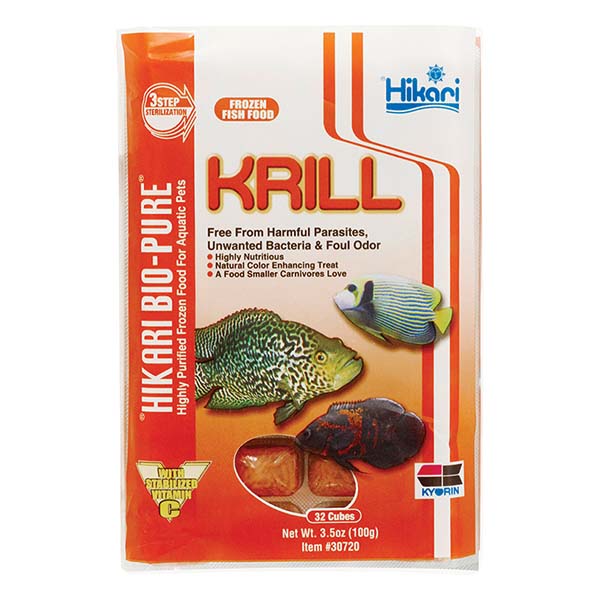 Hikari
3 STEP
STERILIZATION
FROZEN
FISH FOOD
KRILL
Free From Harmful Parasites,
Unwanted Bacteria & Foul Odor
• Highly Nutritious
• Natural Color Enhancing Treat
• A Food Smaller Carnivores Love
®HIKARI BIO-PURE®
Highly Purified Frozen Food For Aquatic Pets
WITH
STABILIZED
VITAMIN
C
KYORIN
32 Cubes
Net Wt. 3.5oz (100g)
Item #30720